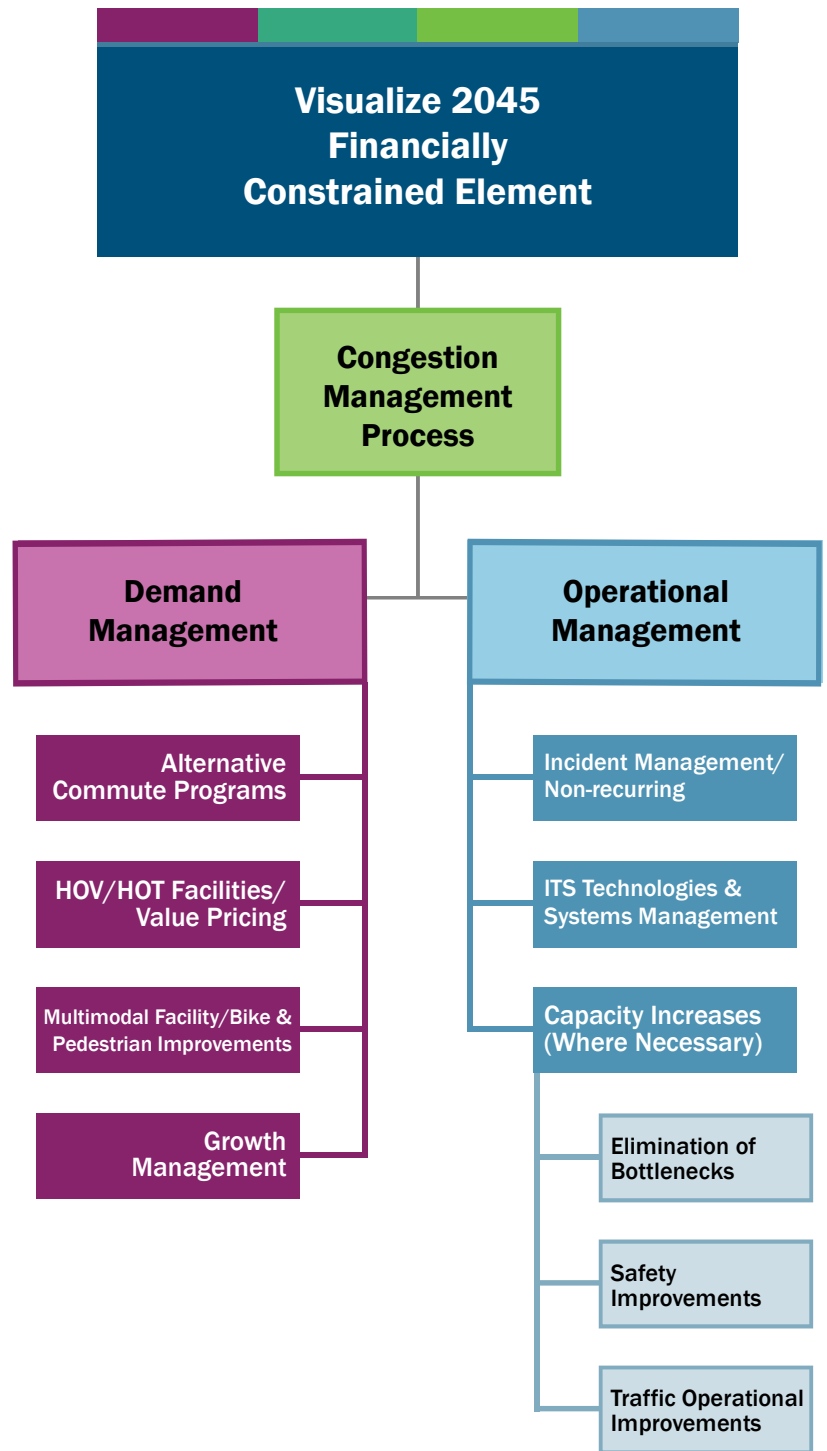 Visualize 2045
Financially
Constrained Element
Congestion
Management
Process
Demand
Management
Alternative
Commute Programs
HOV/HOT Facilities/
Value Pricing
Multimodal Facility/Bike &
Pedestrian Improvements
Growth
Management
Operational
Management
Incident Management/
Non-recurring
ITS Technologies &
Systems Management
Capacity Increases
(Where Necessary)
Elimination of
Bottlenecks
Safety
Improvements
Traffic Operational
Improvements